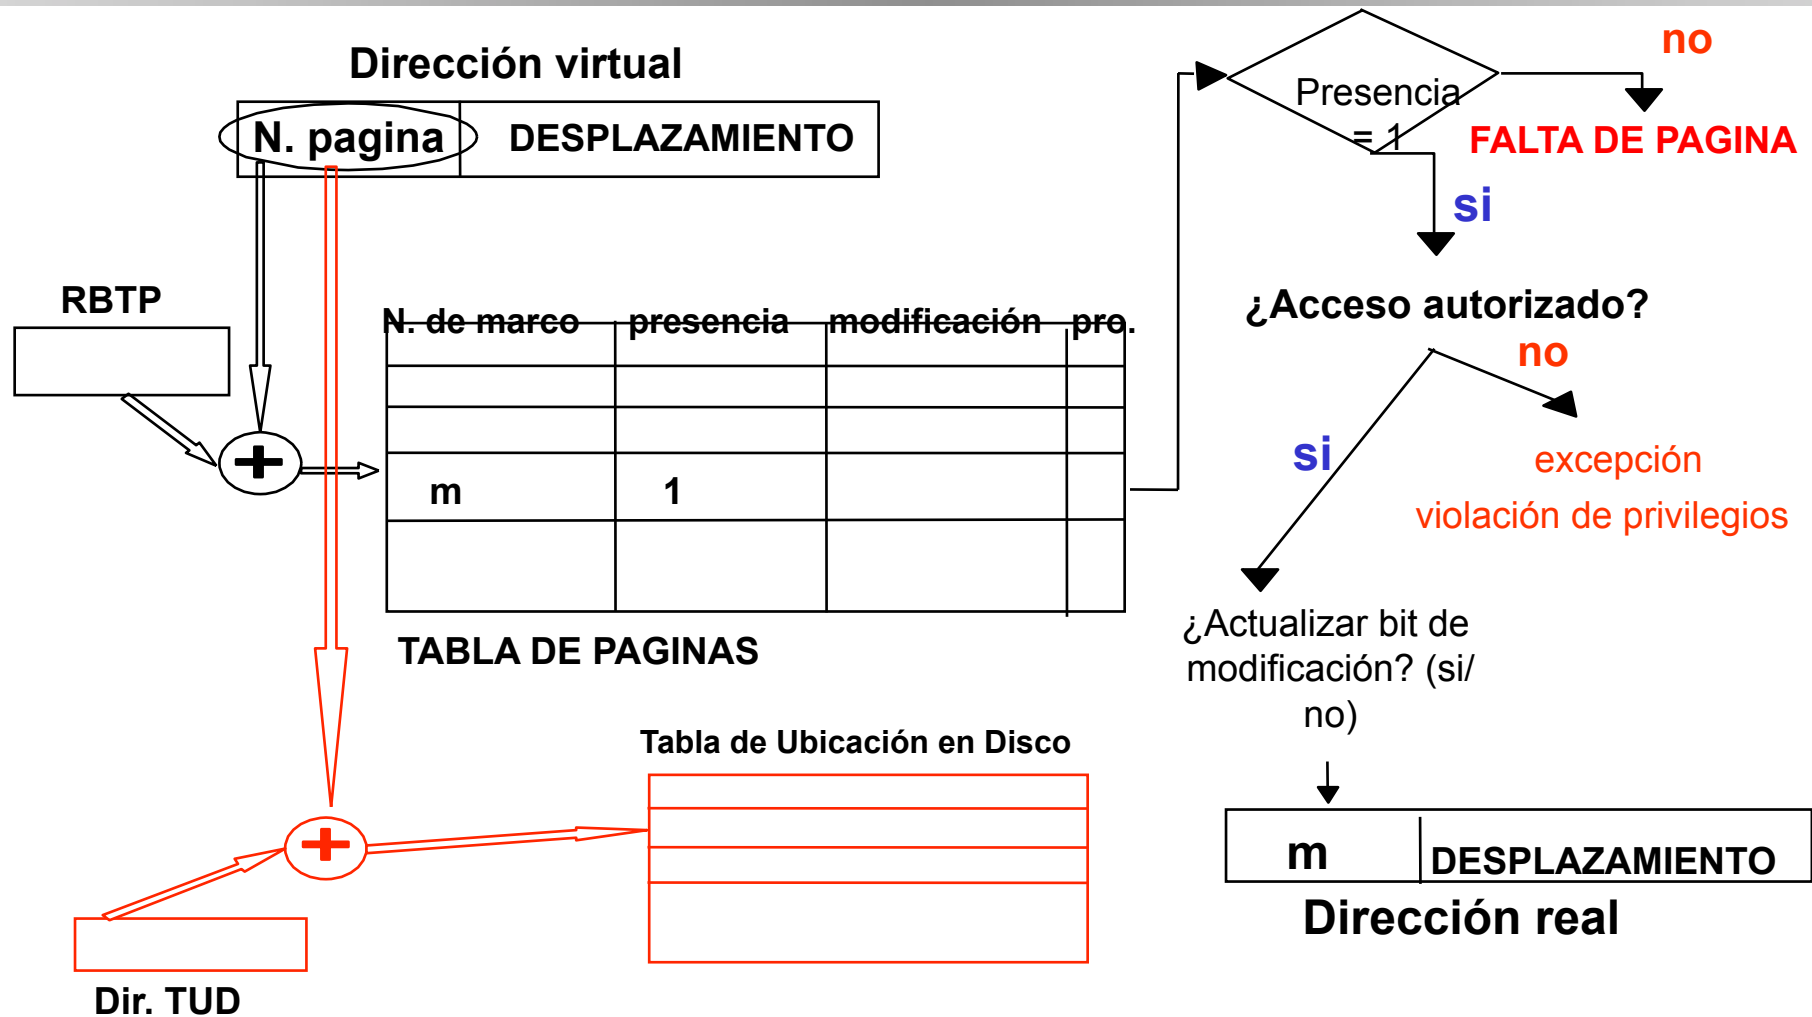 Dirección virtual
N. pagina
DESPLAZAMIENTO
Presencia
= 1
no
FALTA DE PAGINA
si
RBTP
N. de marco
presencia
modificación
pro.
¿Acceso autorizado?
no
si
excepción
violación de privilegios
+
m
1
TABLA DE PAGINAS
¿Actualizar bit de
modificación? (si/
no)
Tabla de Ubicación en Disco
+
m
DESPLAZAMIENTO
Dirección real
Dir. TUD